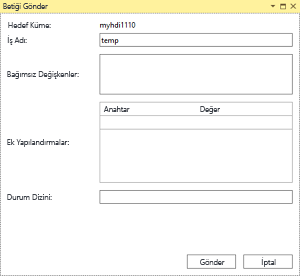 Betiği Gönder
Hedef Küme: myhdi1110
İş Adı: temp
Bağımsız Değişkenler:
Anahtar Değer
Ek Yapılandırmalar:
Durum Dizini:
Gönder İptal